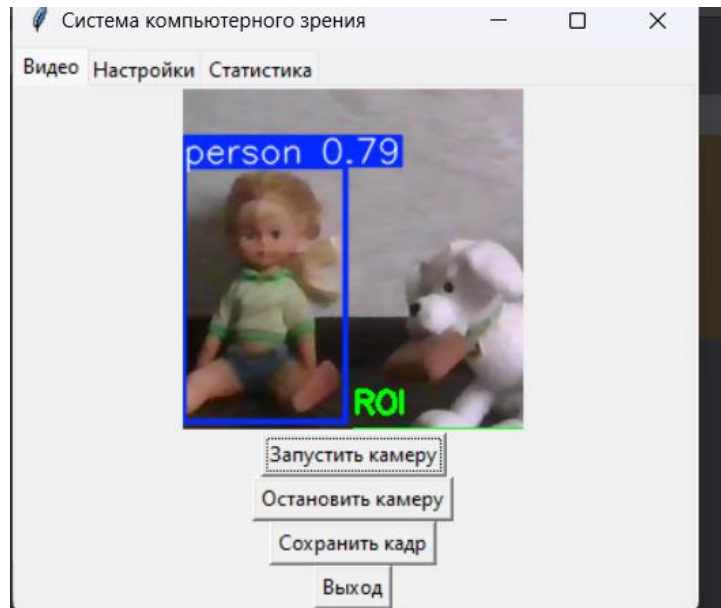 Система компьютерного зрения
Видео Настройки Статистика
person 0.79
ROI
Запустить камеру
Остановить камеру
Сохранить кадр
Выход